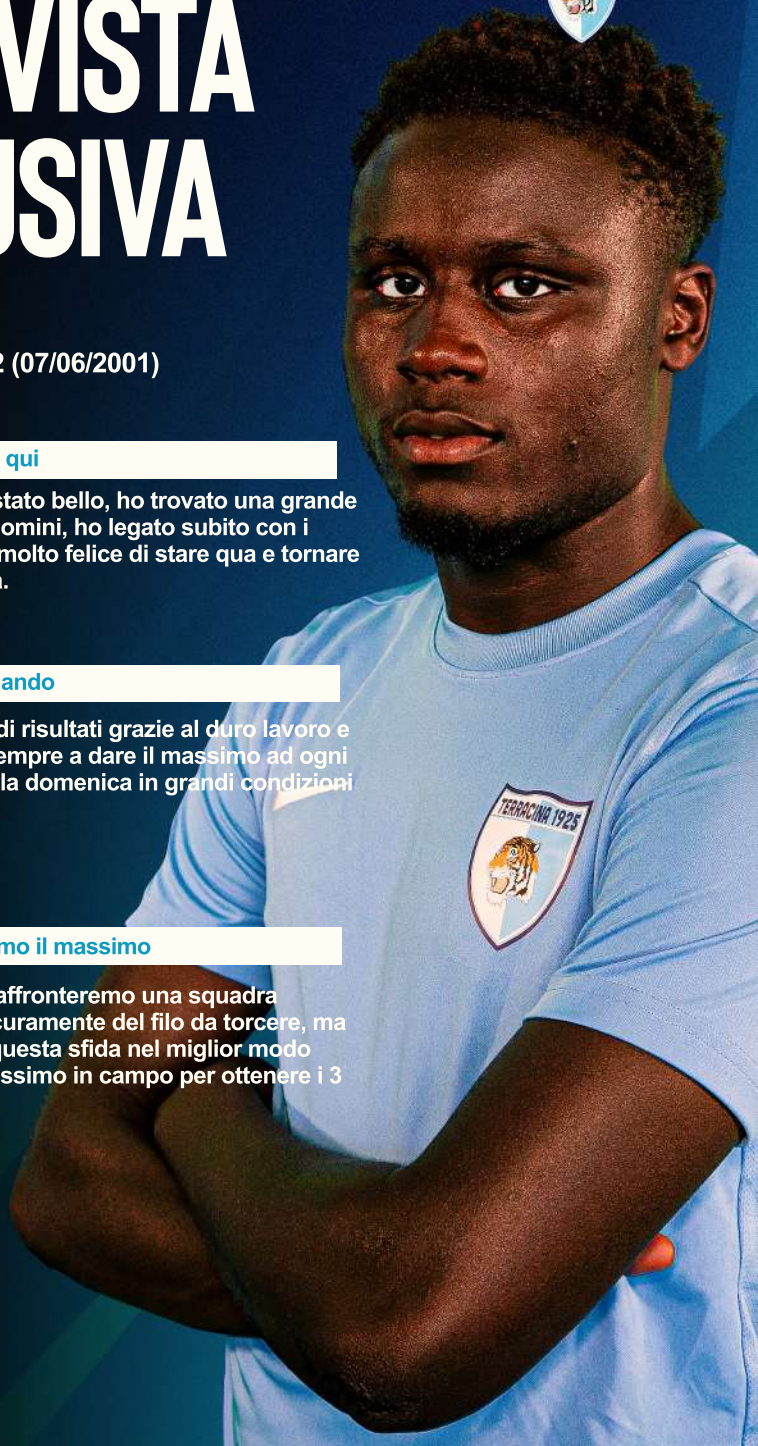 VISTA
USIVA
2 (07/06/2001)
qui
stato bello, ho trovato una grande
omini, ho legato subito con i
molto felice di stare qua e tornare
a.
ando
di risultati grazie al duro lavoro e
empre a dare il massimo ad ogni
la domenica in grandi condizioni
TERRACINA 1925
mo il massimo
affronteremo una squadra
curamente del filo da torcere, ma
questa sfida nel miglior modo
ssimo in campo per ottenere i 3